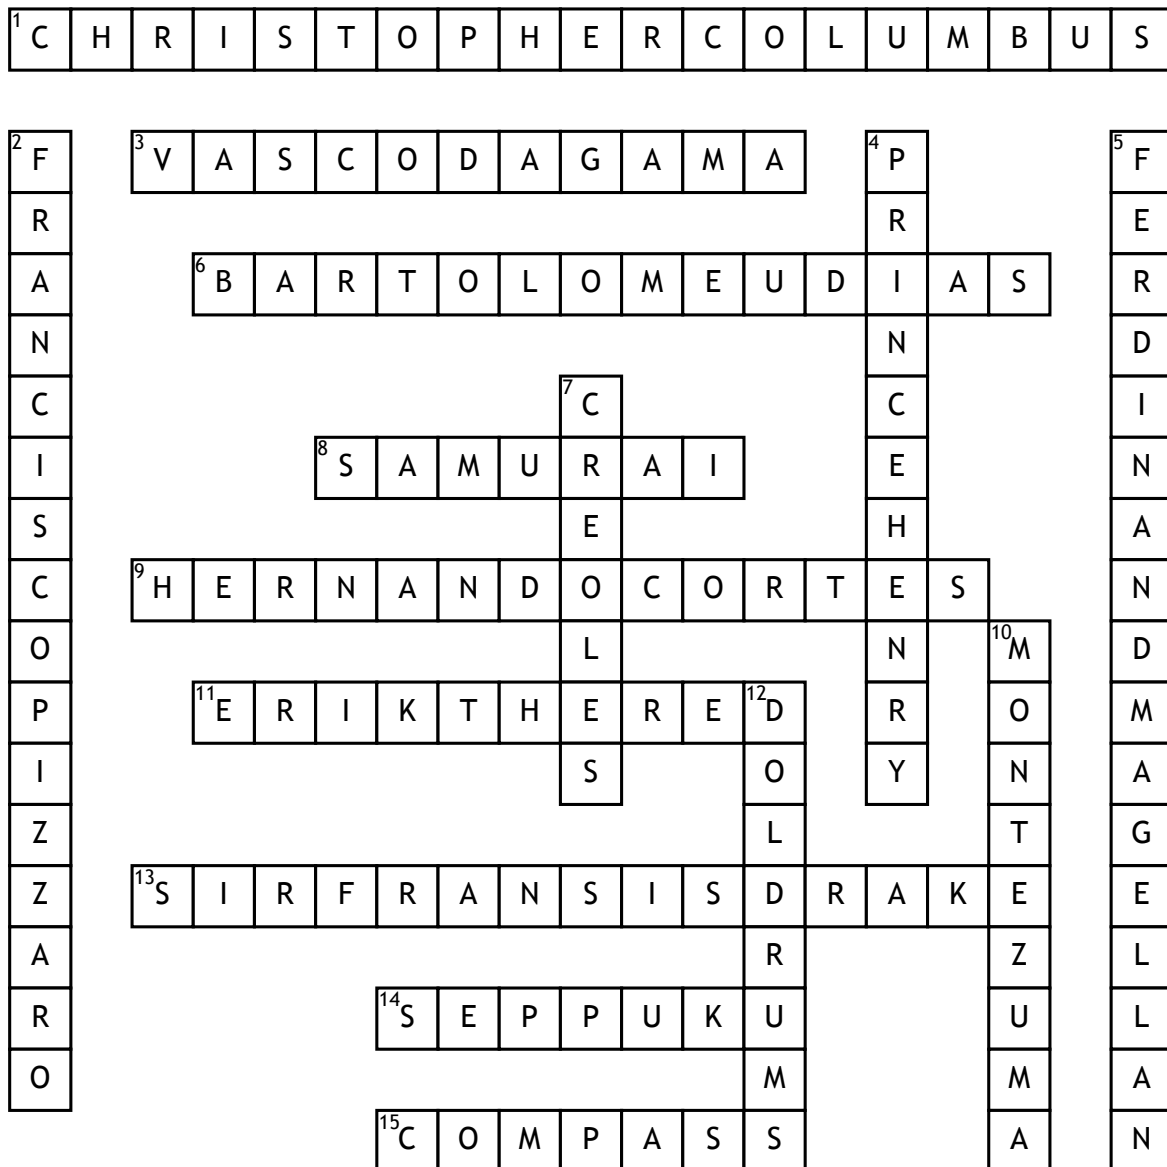 1 CHRISTOPHERCOLUMBUS
2 FRANCISCOPIZZARO
3 VASCODAGAMA
4 PRINCEHENRY
5 FERDINANDMAGELLAN
6 BARTOLOMEUDIAS
7 CREOLES
8 SAMURAI
9 HERNANDOCORTES
10 MONTEZUMA
11 ERIKTHERED
12 DOLDRUMS
13 SIRFRANSISDRAKE
14 SEPPUKU
15 COMPASS